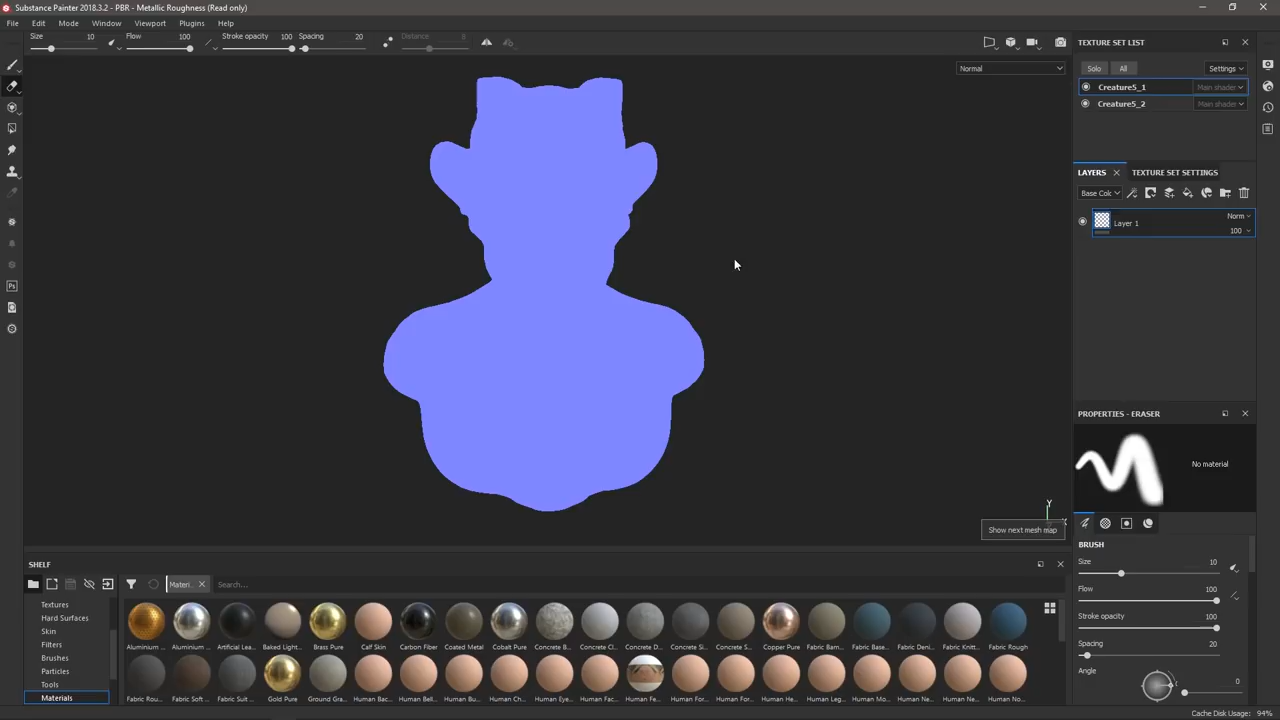 Substance Painter 2018.3.2 - PBR - Metallic Roughness (Read only)
File Edit Mode Window Viewport Plugins Help
Size 10 Flow 100 Stroke opacity 100 Spacing 20 Distance 8
Normal
TEXTURE SET LIST
Solo All Settings
Creature5_1 Main shader
Creature5_2 Main shader
LAYERS TEXTURE SET SETTINGS
Base Col
Layer 1 Norm
100
PROPERTIES - ERASER
No material
BRUSH
Size 10
Flow 100
Stroke opacity 100
Spacing 20
Angle 0
Y
X
Show next mesh map
SHELF
Materi... Search...
Textures
Hard Surfaces
Skin
Filters
Brushes
Particles
Tools
Materials
Aluminium ... Aluminium ... Artificial Lea... Baked Light... Brass Pure Calf Skin Carbon Fiber Coated Metal Cobalt Pure Concrete B... Concrete Cl... Concrete D... Concrete Si... Concrete S... Copper Pure Fabric Bam... Fabric Base... Fabric Deni... Fabric Knitt... Fabric Rough
Fabric Rou... Fabric Soft ... Fabric Suit ... Gold Pure Ground Gra... Human Bac... Human Bell... Human Bu... Human Ch... Human Eye... Human Fac... Human Fe... Human For... Human For... Human He... Human Leg... Human Mo... Human Ne... Human No... Human No...
Cache Disk Usage: 94%